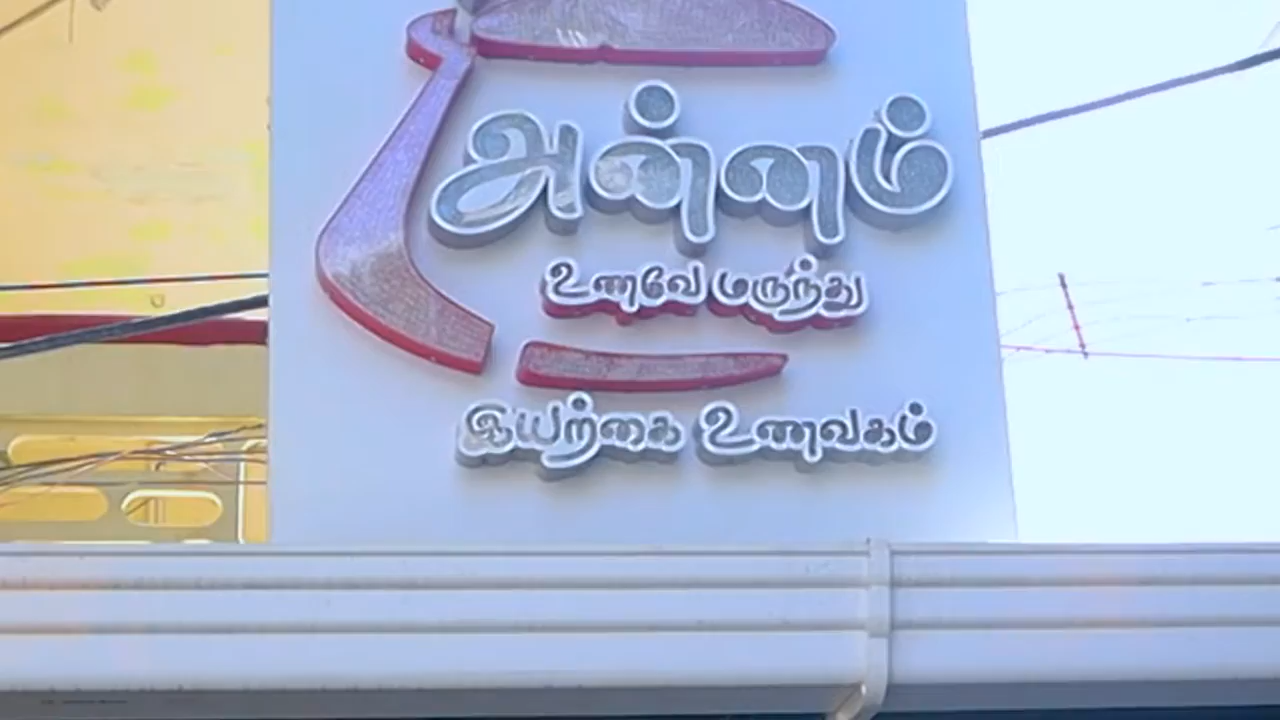 அன்னம்
உணவே மருந்து
இயற்கை உணவகம்